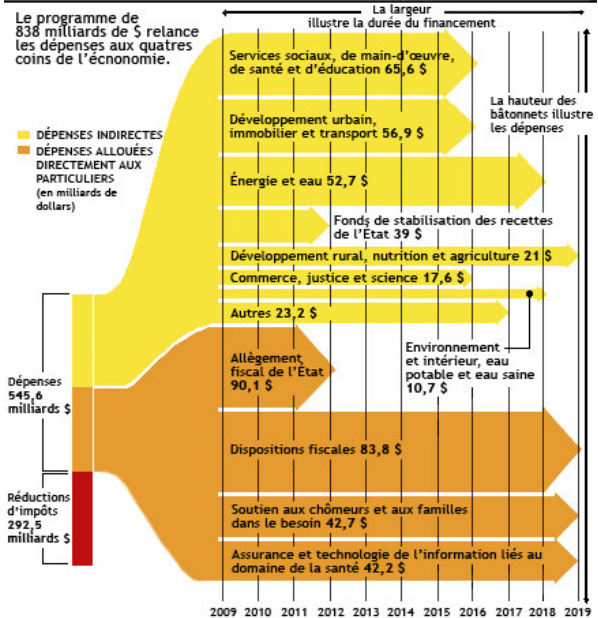 Le programme de
838 milliards de $ relance
les dépenses aux quatres
coins de l'écnonomie.
La largeur
illustre la durée du financement
DÉPENSES INDIRECTES
DÉPENSES ALLOUÉES
DIRECTEMENT AUX
PARTICULIERS
(en milliards de
dollars)
Services sociaux, de main-d'œuvre,
de santé et d'éducation 65,6 $
La hauteur des
bâtonnets illustre
les dépenses
Développement urbain,
immobilier et transport 56,9 $
Énergie et eau 52,7 $
Fonds de stabilisation des recettes
de l'État 39 $
Développement rural, nutrition et agriculture 21 $
Commerce, justice et science 17,6 $
Autres 23,2 $
Environnement
et intérieur, eau
potable et eau saine
10,7 $
Allègement
fiscal de l'État
90,1 $
Dépenses
545,6
milliards $
Dispositions fiscales 83,8 $
Réductions
d'impôts
292,5
milliards $
Soutien aux chômeurs et aux familles
dans le besoin 42,7 $
Assurance et technologie de l'information liés au
domaine de la santé 42,2 $
2009 2010 2011 2012 2013 2014 2015 2016 2017 2018 2019